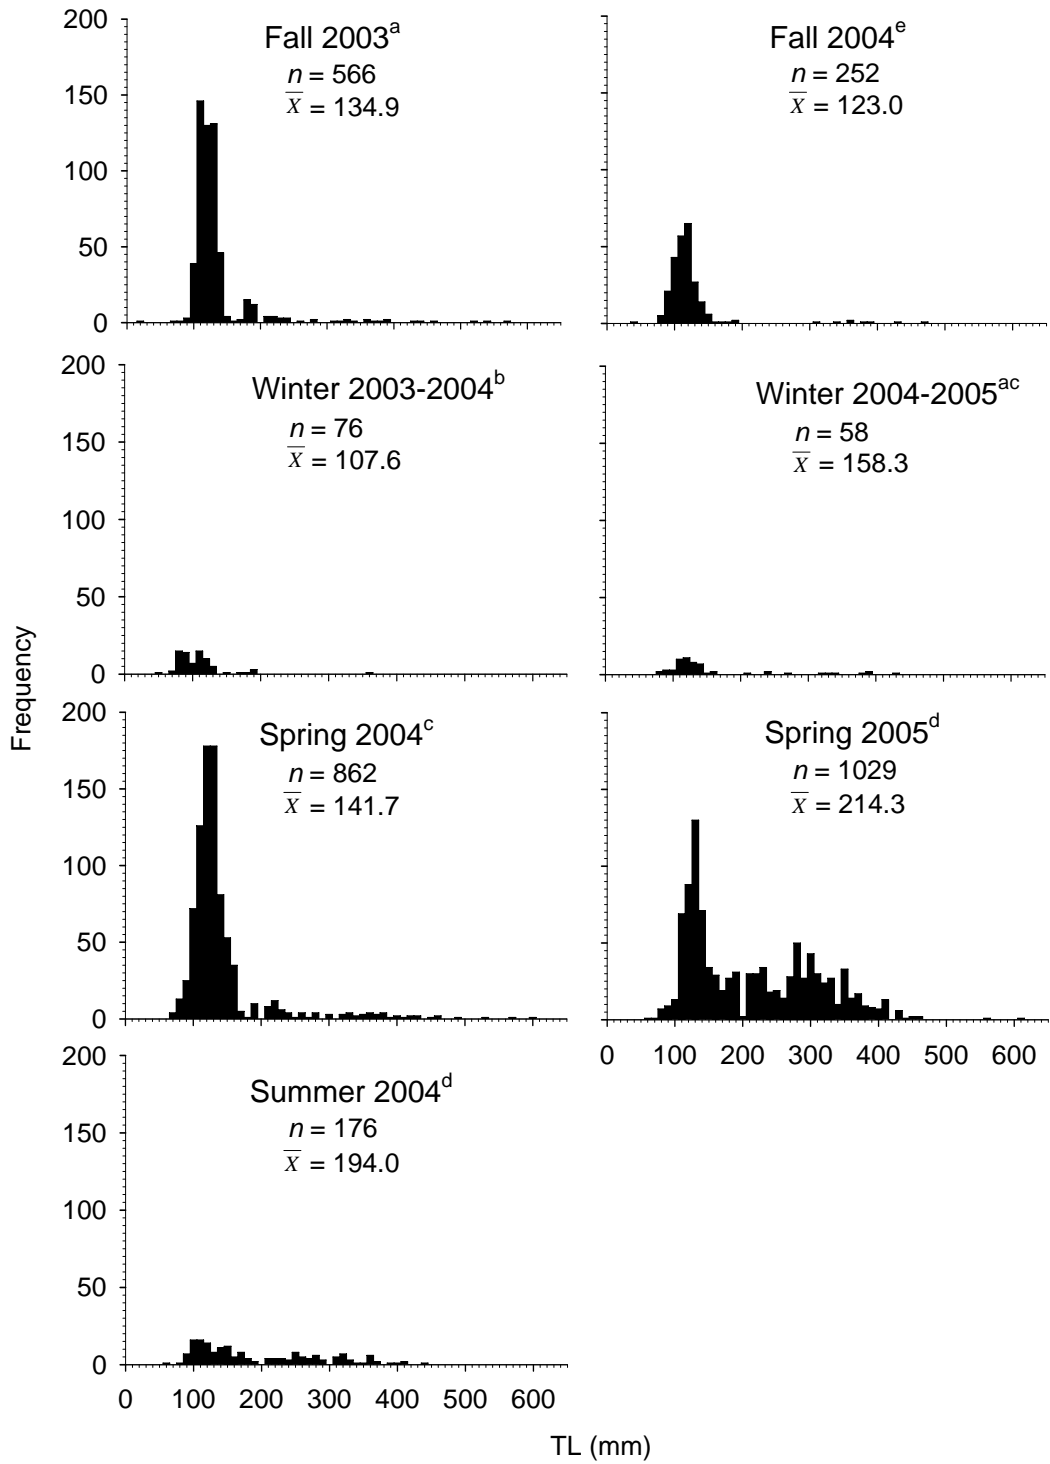 Frequency
200
150
100
50
0
Fall 2003ᵃ
n = 566
X̅ = 134.9
Fall 2004ᵉ
n = 252
X̅ = 123.0
200
150
100
50
0
Winter 2003-2004ᵇ
n = 76
X̅ = 107.6
Winter 2004-2005ᵃᶜ
n = 58
X̅ = 158.3
200
150
100
50
0
Spring 2004ᶜ
n = 862
X̅ = 141.7
Spring 2005ᵈ
n = 1029
X̅ = 214.3
0 100 200 300 400 500 600
200
150
100
50
0
Summer 2004ᵈ
n = 176
X̅ = 194.0
0 100 200 300 400 500 600
TL (mm)